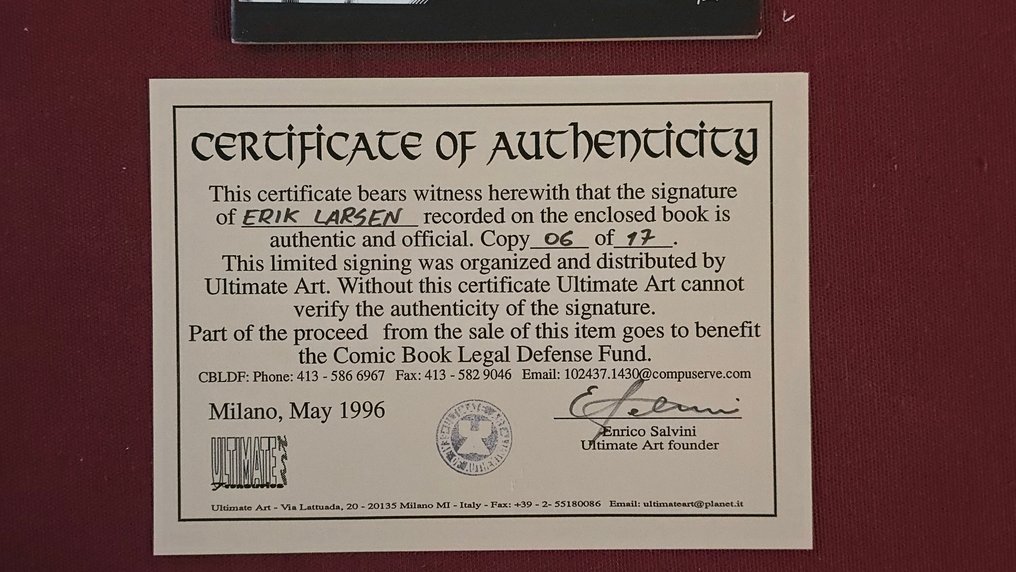 CERTIFICATE OF AUTHENTICITY
This certificate bears witness herewith that the signature
of ERIK LARSEN recorded on the enclosed book is
authentic and official. Copy 06 of 17.
This limited signing was organized and distributed by
Ultimate Art. Without this certificate Ultimate Art cannot
verify the authenticity of the signature.
Part of the proceed from the sale of this item goes to benefit
the Comic Book Legal Defense Fund.
CBLDF: Phone: 413 - 586 6967 Fax: 413 - 582 9046 Email: 102437.1430@compuserve.com
Milano, May 1996
Enrico Salvini
Ultimate Art founder
ULTIMATE
Ultimate Art - Via Lattuada, 20 - 20135 Milano MI - Italy - Fax: +39 - 2- 55180086 Email: ultimateart@planet.it